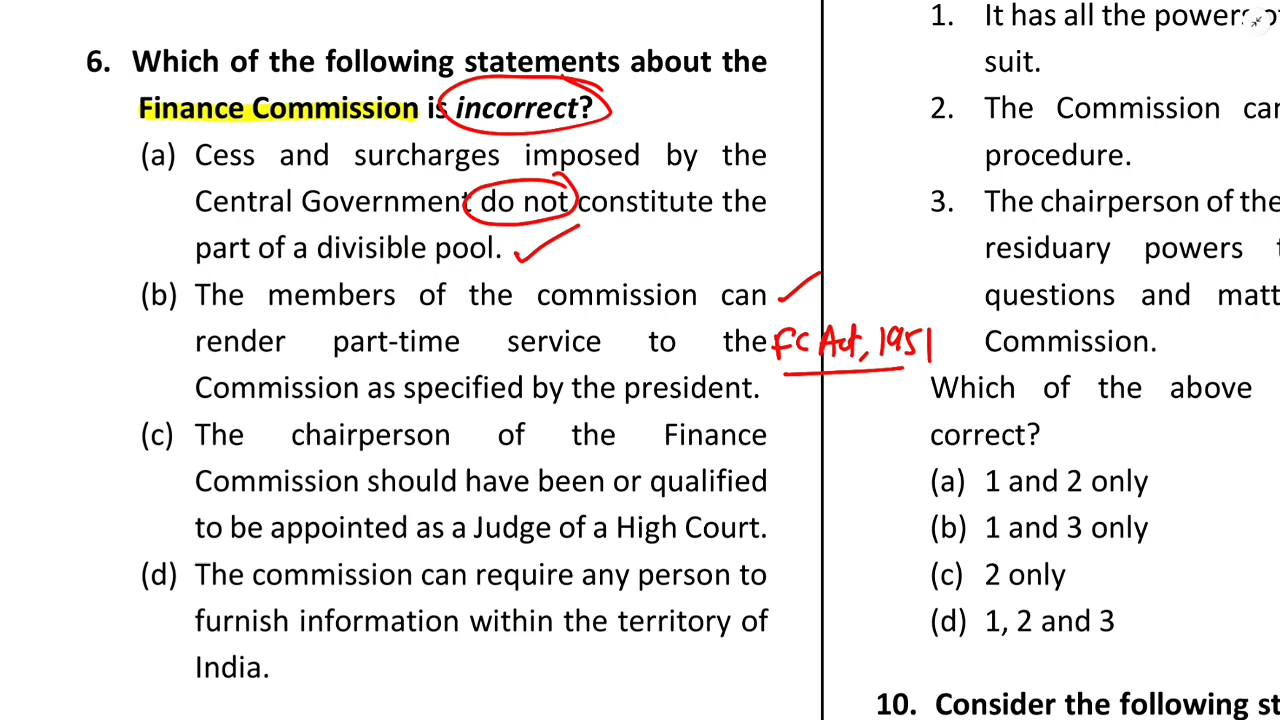 6. Which of the following statements about the
Finance Commission is incorrect?
(a) Cess and surcharges imposed by the
Central Government do not constitute the
part of a divisible pool.
(b) The members of the commission can
render part-time service to the
Commission as specified by the president.
FC Act, 1951
(c) The chairperson of the Finance
Commission should have been or qualified
to be appointed as a Judge of a High Court.
(d) The commission can require any person to
furnish information within the territory of
India.
1. It has all the powers
suit.
2. The Commission
procedure.
3. The chairperson of the
residuary powers
questions and
Commission.
Which of the above
correct?
(a) 1 and 2 only
(b) 1 and 3 only
(c) 2 only
(d) 1, 2 and 3
10. Consider the following